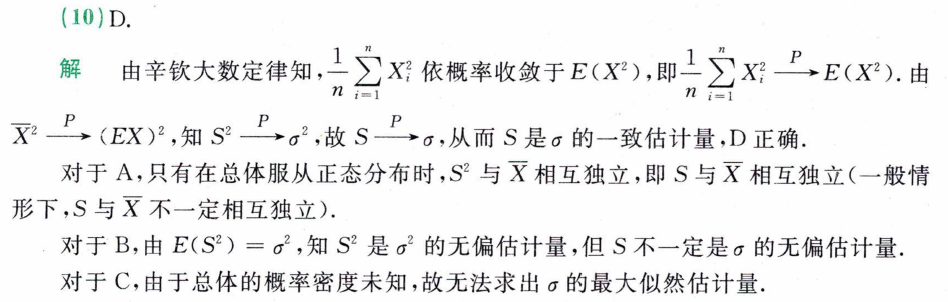 (10) D.
解 由辛钦大数定律知,$\frac{1}{n}\sum_{i=1}^{n}X_i^2$ 依概率收敛于 $E(X^2)$,即 $\frac{1}{n}\sum_{i=1}^{n}X_i^2 \xrightarrow{P} E(X^2)$. 由
$\overline{X}^2 \xrightarrow{P} (EX)^2$,知 $S^2 \xrightarrow{P} \sigma^2$,故 $S \xrightarrow{P} \sigma$,从而 $S$ 是 $\sigma$ 的一致估计量,D 正确.
对于 A,只有在总体服从正态分布时,$S^2$ 与 $\overline{X}$ 相互独立,即 $S$ 与 $\overline{X}$ 相互独立(一般情
形下,$S$ 与 $\overline{X}$ 不一定相互独立).
对于 B,由 $E(S^2) = \sigma^2$,知 $S^2$ 是 $\sigma^2$ 的无偏估计量,但 $S$ 不一定是 $\sigma$ 的无偏估计量.
对于 C,由于总体的概率密度未知,故无法求出 $\sigma$ 的最大似然估计量.